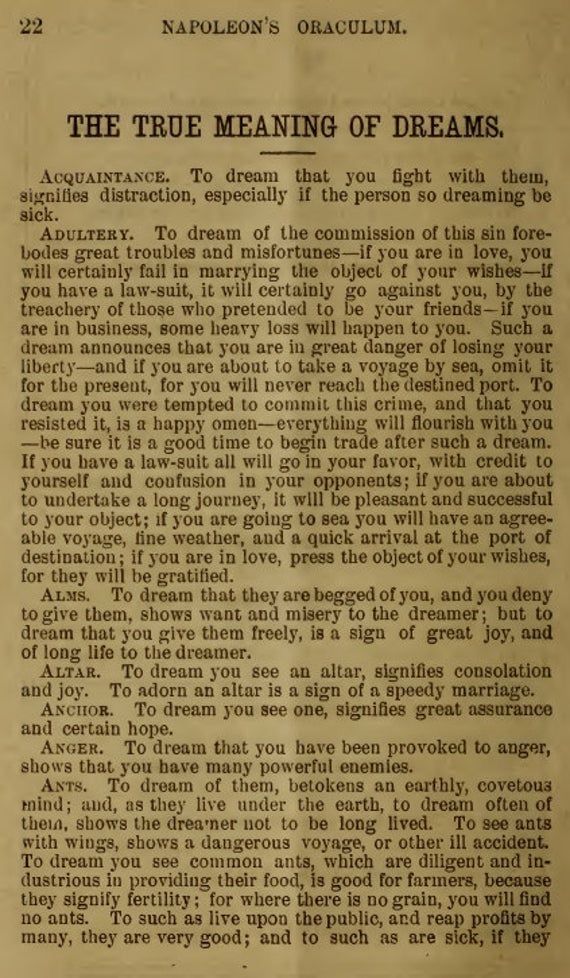 22 NAPOLEON'S ORACULUM.
THE TRUE MEANING OF DREAMS.
ACQUAINTANCE. To dream that you fight with them,
signifies distraction, especially if the person so dreaming be
sick.
ADULTERY. To dream of the commission of this sin fore-
bodes great troubles and misfortunes—if you are in love, you
will certainly fail in marrying the object of your wishes—if
you have a law-suit, it will certainly go against you, by the
treachery of those who pretended to be your friends—if you
are in business, some heavy loss will happen to you. Such a
dream announces that you are in great danger of losing your
liberty—and if you are about to take a voyage by sea, omit it
for the present, for you will never reach the destined port. To
dream you were tempted to commit this crime, and that you
resisted it, is a happy omen—everything will flourish with you
—be sure it is a good time to begin trade after such a dream.
If you have a law-suit all will go in your favor, with credit to
yourself and confusion in your opponents; if you are about
to undertake a long journey, it will be pleasant and successful
to your object; if you are going to sea you will have an agree-
able voyage, fine weather, and a quick arrival at the port of
destination; if you are in love, press the object of your wishes,
for they will be gratified.
ALMS. To dream that they are begged of you, and you deny
to give them, shows want and misery to the dreamer; but to
dream that you give them freely, is a sign of great joy, and
of long life to the dreamer.
ALTAR. To dream you see an altar, signifies consolation
and joy. To adorn an altar is a sign of a speedy marriage.
ANCHOR. To dream you see one, signifies great assurance
and certain hope.
ANGER. To dream that you have been provoked to anger,
shows that you have many powerful enemies.
ANTS. To dream of them, betokens an earthly, covetous
mind; and, as they live under the earth, to dream often of
them, shows the dreamer not to be long lived. To see ants
with wings, shows a dangerous voyage, or other ill accident.
To dream you see common ants, which are diligent and in-
dustrious in providing their food, is good for farmers, because
they signify fertility; for where there is no grain, you will find
no ants. To such as live upon the public, and reap profits by
many, they are very good; and to such as are sick, if they